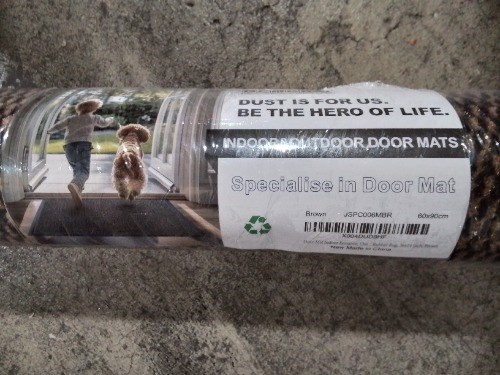 DUST IS FOR US.
BE THE HERO OF LIFE.
INDOOR&OUTDOOR DOOR MATS
Specialise in Door Mat
Brown JSPC006MBR 60x90cm
New Made in China